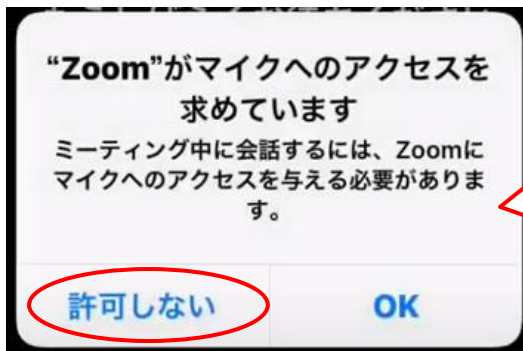 “Zoom”がマイクへのアクセスを
求めています
ミーティング中に会話するには、Zoomに
マイクへのアクセスを与える必要がありま
す。
許可しない
OK